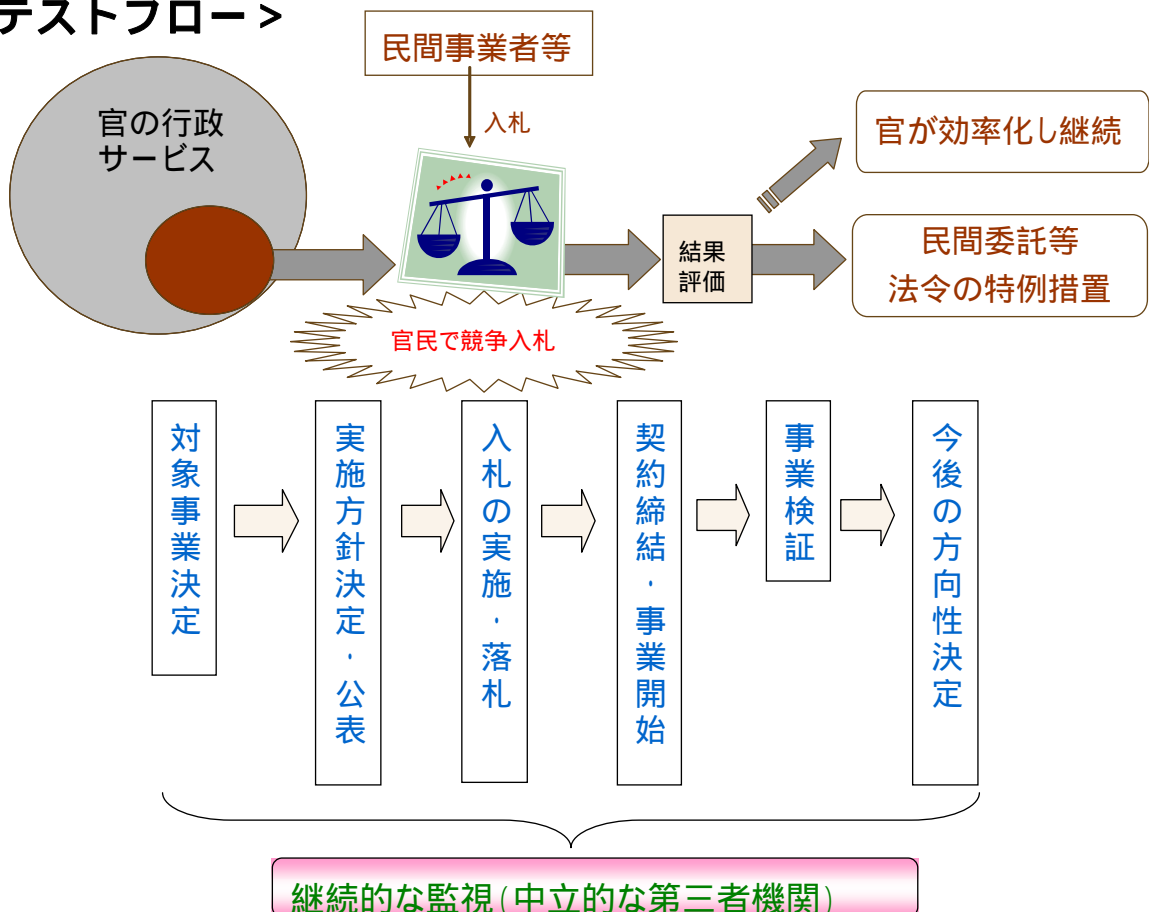 テストフロー>
民間事業者等
入札
官の行政
サービス
官が効率化し継続
結果
評価
民間委託等
法令の特例措置
官民で競争入札
対象事業決定
実施方針決定・公表
入札の実施・落札
契約締結・事業開始
事業検証
今後の方向性決定
継続的な監視(中立的な第三者機関)